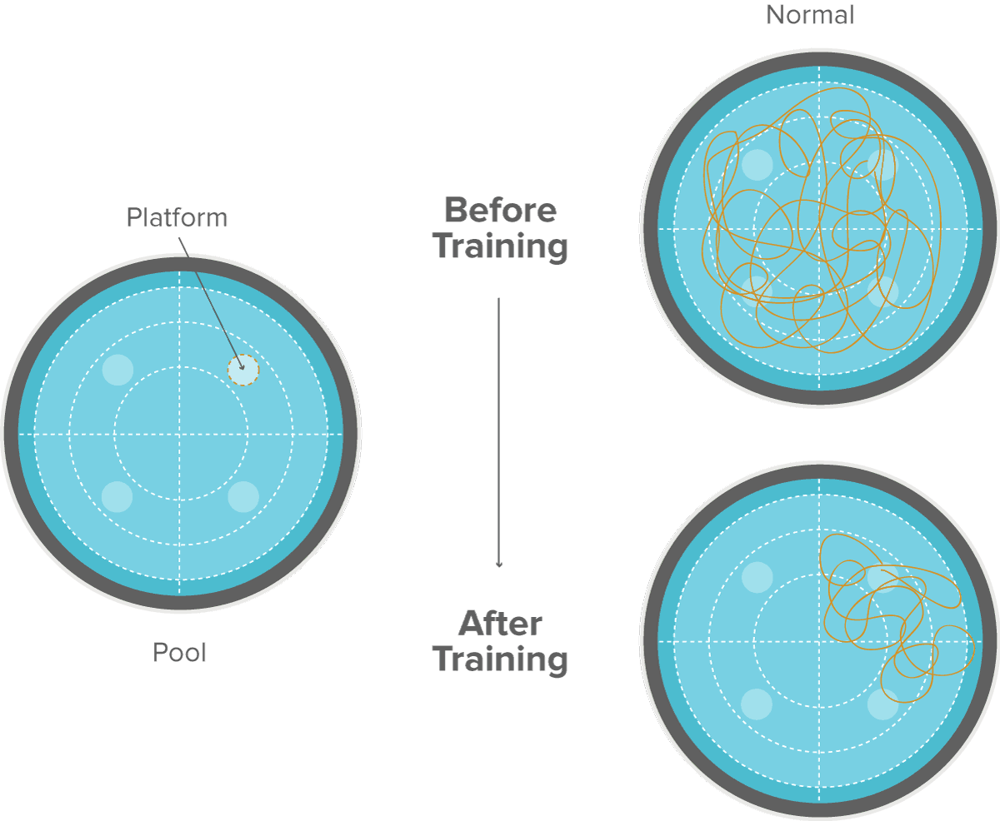 Normal
Before
Training
Platform
After
Training
Pool